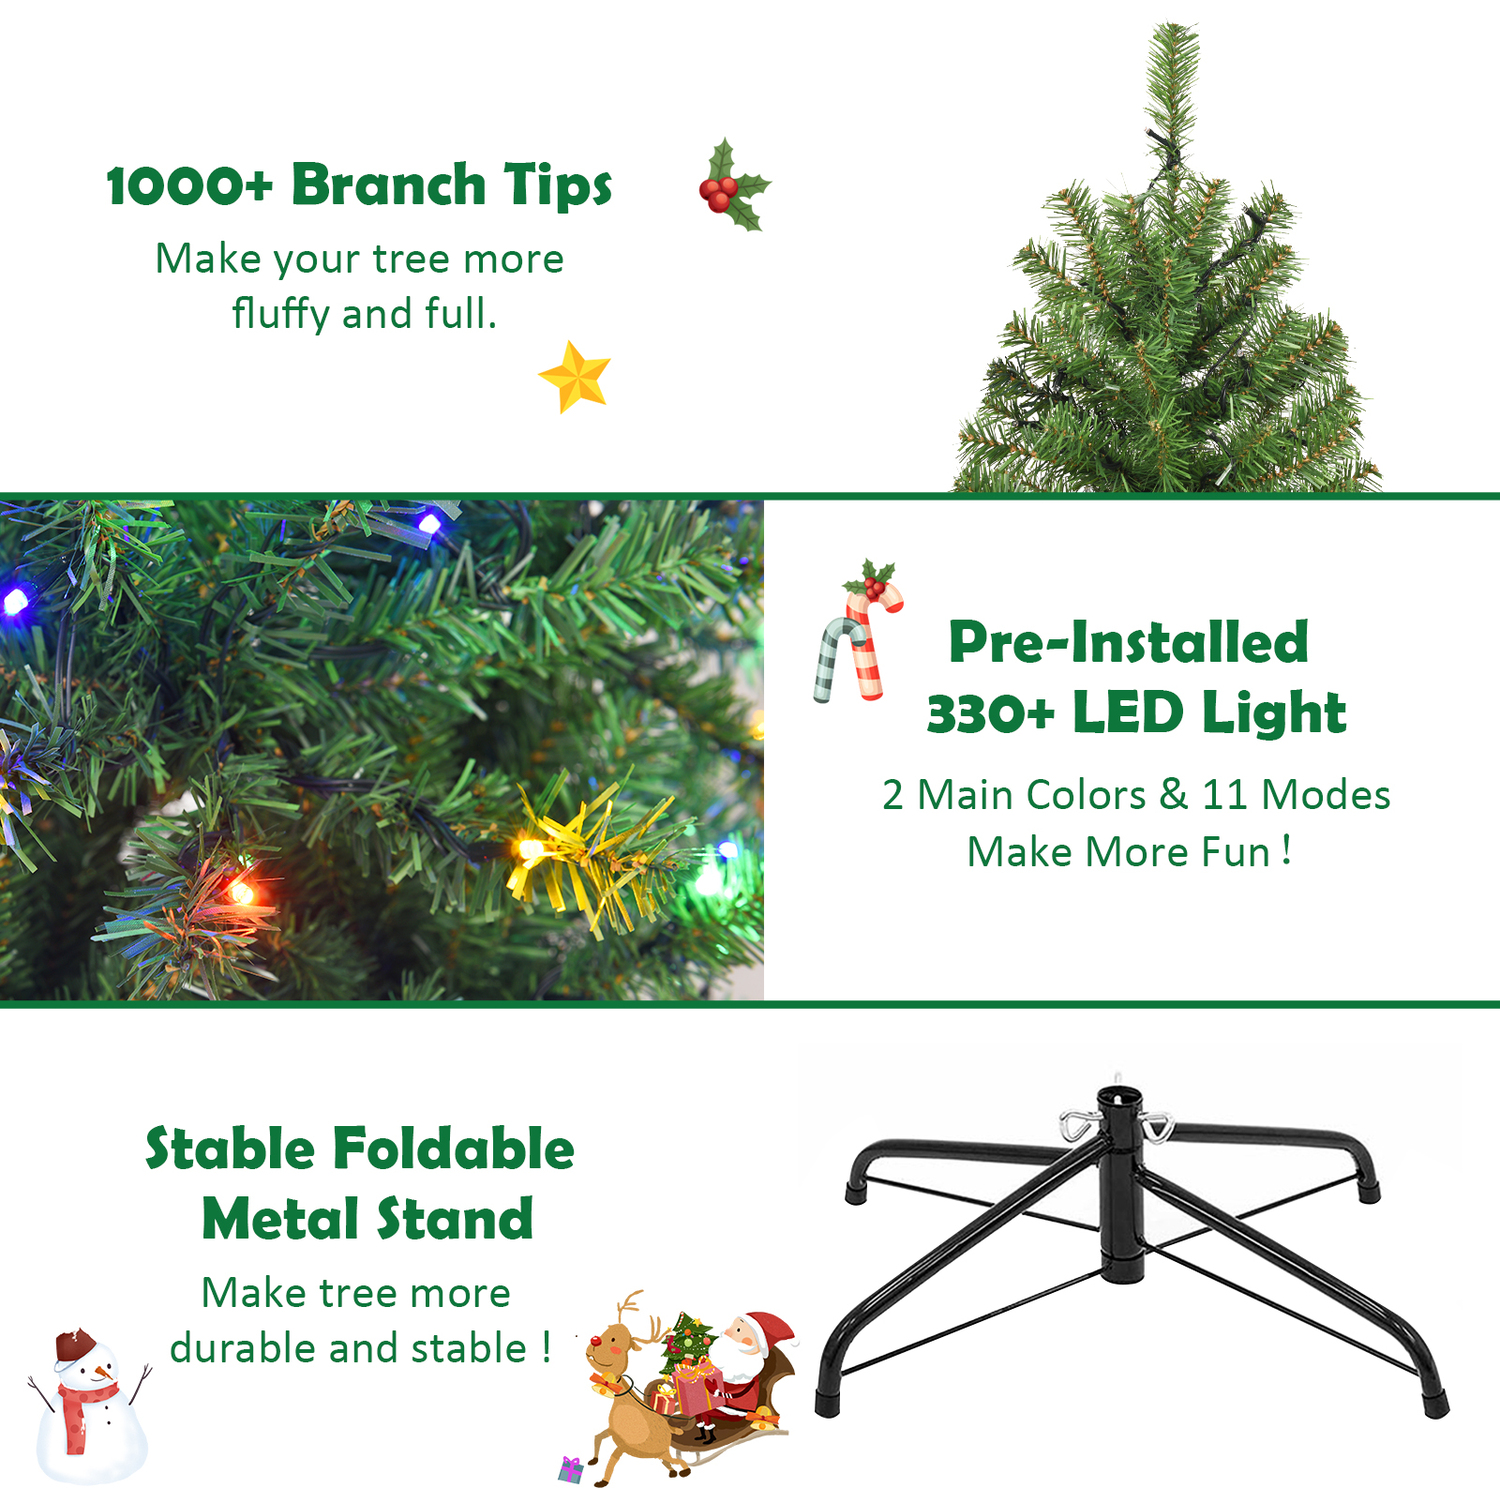 1000+ Branch Tips
Make your tree more
fluffy and full.
Pre-Installed
330+ LED Light
2 Main Colors & 11 Modes
Make More Fun !
Stable Foldable
Metal Stand
Make tree more
durable and stable !